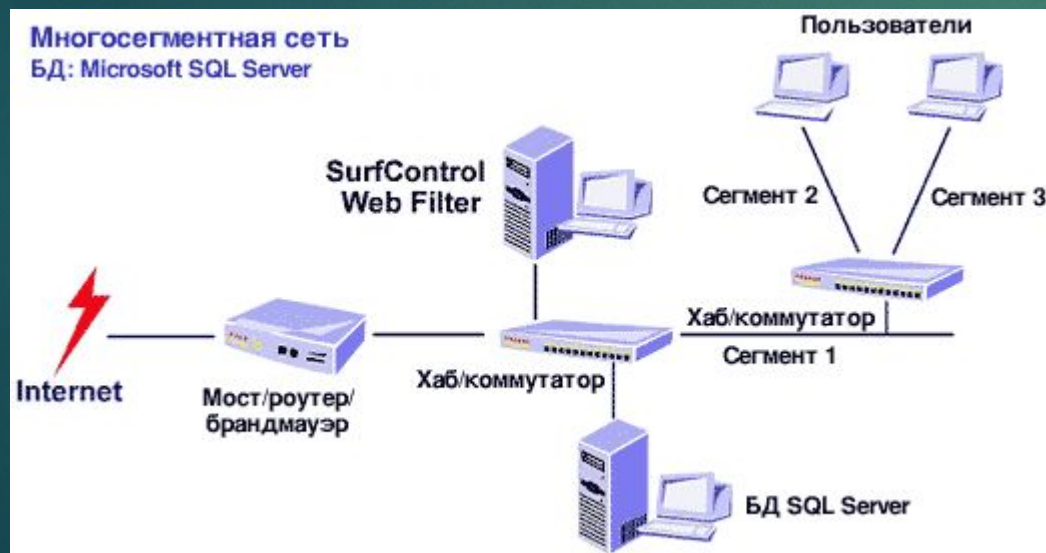 Многосегментная сеть
БД: Microsoft SQL Server
Пользователи
SurfControl
Web Filter
Сегмент 2
Сегмент 3
Хаб/коммутатор
Сегмент 1
Internet
Мост/роутер/
брандмауэр
Хаб/коммутатор
БД SQL Server